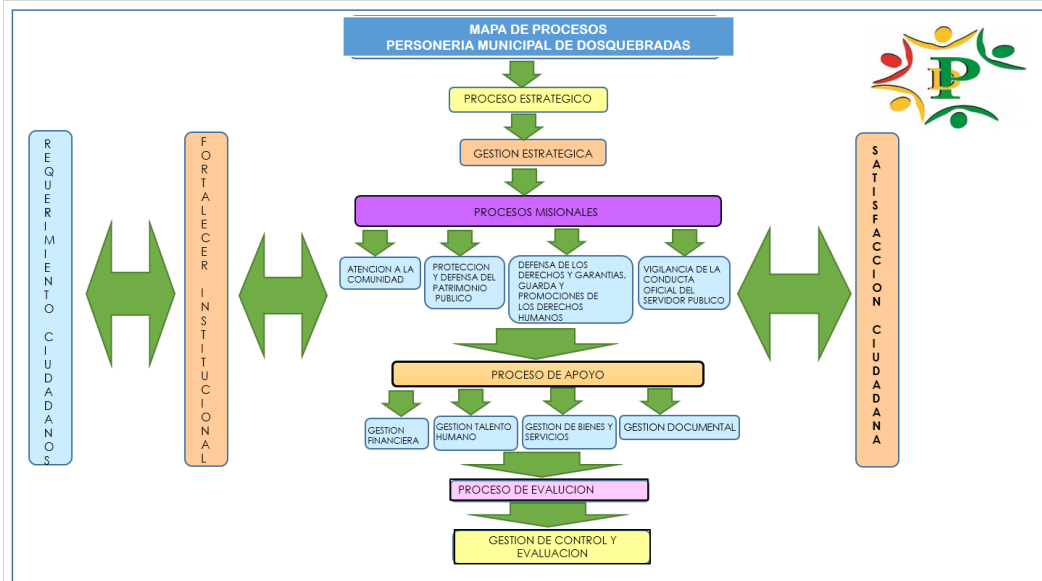 MAPA DE PROCESOS
PERSONERIA MUNICIPAL DE DOSQUEBRADAS
DP
PROCESO ESTRATEGICO
REQUERIMIENTO CIUDADANOS
FORTALECER INSTITUCIONAL
GESTION ESTRATEGICA
SATISFACCION CIUDADANA
PROCESOS MISIONALES
ATENCION A LA
COMUNIDAD
PROTECCION
Y DEFENSA DEL
PATRIMONIO
PUBLICO
DEFENSA DE LOS
DERECHOS Y GARANTIAS,
GUARDA Y
PROMOCIONES DE
LOS DERECHOS
HUMANOS
VIGILANCIA DE LA
CONDUCTA
OFICIAL DEL
SERVIDOR PUBLICO
PROCESO DE APOYO
GESTION
FINANCIERA
GESTION TALENTO
HUMANO
GESTION DE BIENES Y
SERVICIOS
GESTION DOCUMENTAL
PROCESO DE EVALUCION
GESTION DE CONTROL Y
EVALUACION